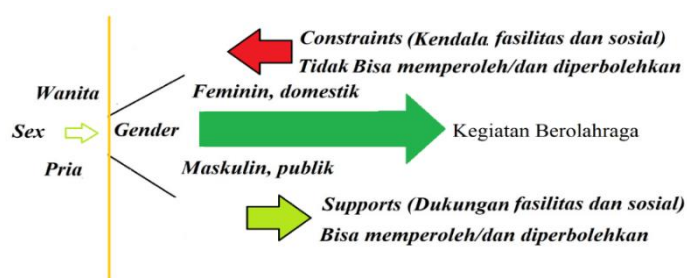 Constraints (Kendala fasilitas dan sosial)
Tidak Bisa memperoleh/dan diperbolehkan
Wanita
Feminin, domestik
Sex
Gender
Kegiatan Berolahraga
Pria
Maskulin, publik
Supports (Dukungan fasilitas dan sosial)
Bisa memperoleh/dan diperbolehkan